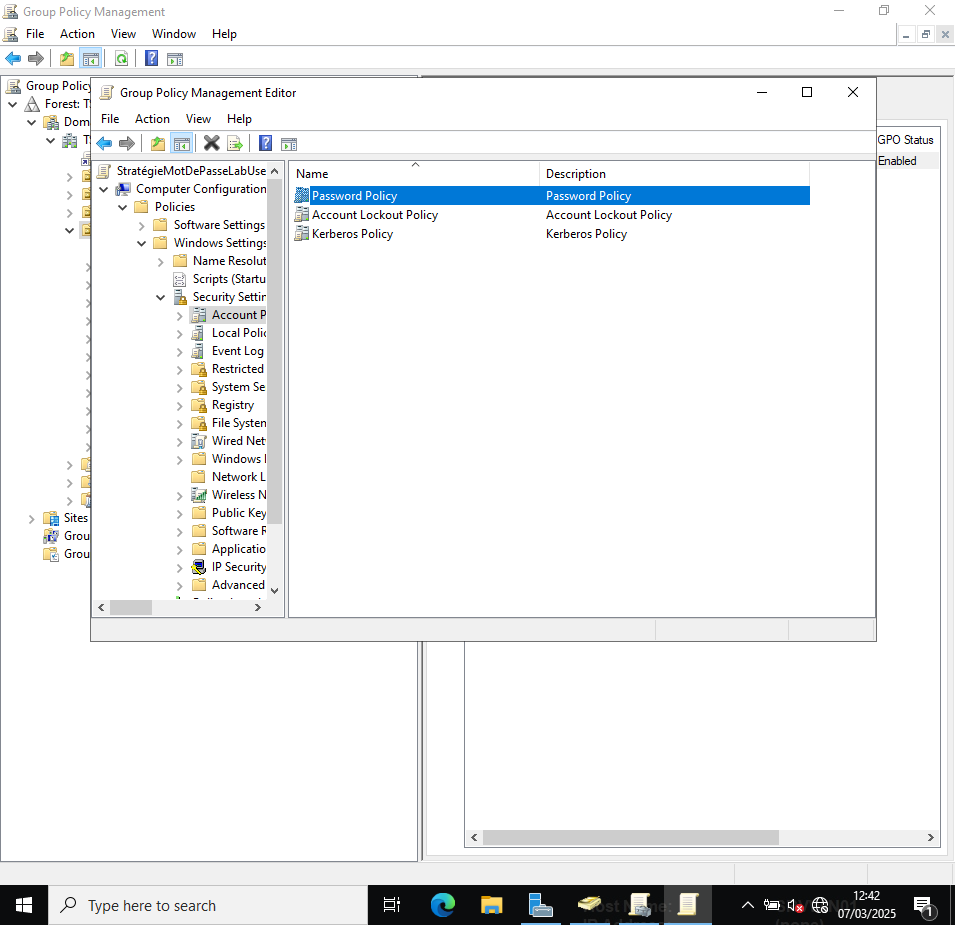 Group Policy Management
File Action View Window Help
Group Policy
Forest: T
Dom
T
Sites
Grou
Grou
GPO Status
Enabled
Group Policy Management Editor
File Action View Help
StratégieMotDePasseLabUse
Computer Configuration
Policies
Software Settings
Windows Settings
Name Resolut
Scripts (Startu
Security Settin
Account P
Local Polic
Event Log
Restricted
System Se
Registry
File System
Wired Net
Windows
Network L
Wireless N
Public Key
Software R
Applicatio
IP Security
Advanced
Name Description
Password Policy Password Policy
Account Lockout Policy Account Lockout Policy
Kerberos Policy Kerberos Policy
Type here to search
Host Name:
12:42
07/03/2025
1